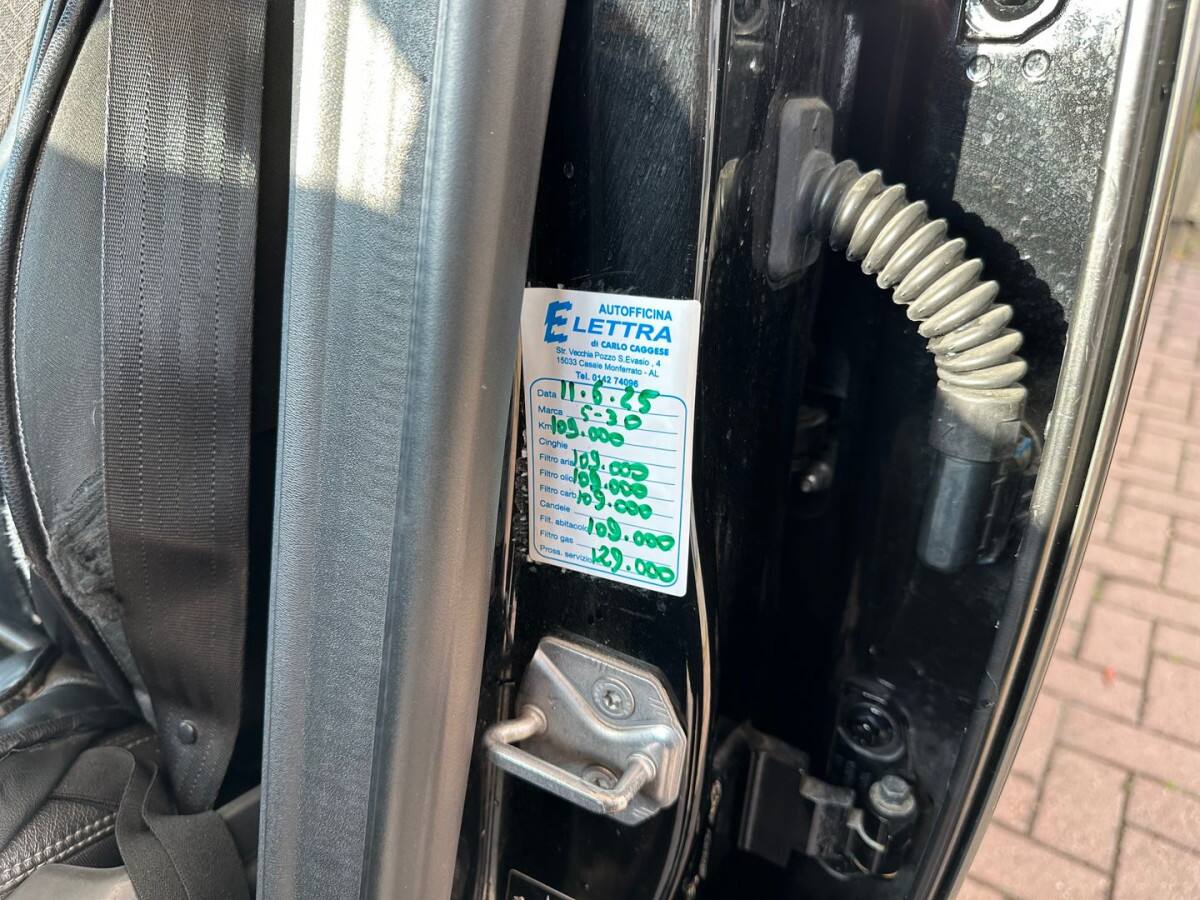 AUTOFFICINA
ELETTRA
di CARLO CAGGESE
Str. Vecchia Pozzo S.Evasio , 4
15033 Casale Monferrato - AL
Tel. 0142 74096
Data 11.6.25
Marca 5-30
Km 109.000
Cinghie
Filtro aria 109.000
Filtro olio 109.000
Filtro carb 109.000
Candele
Filt. abitacolo 109.000
Filtro gas
Pross. servizio 129.000